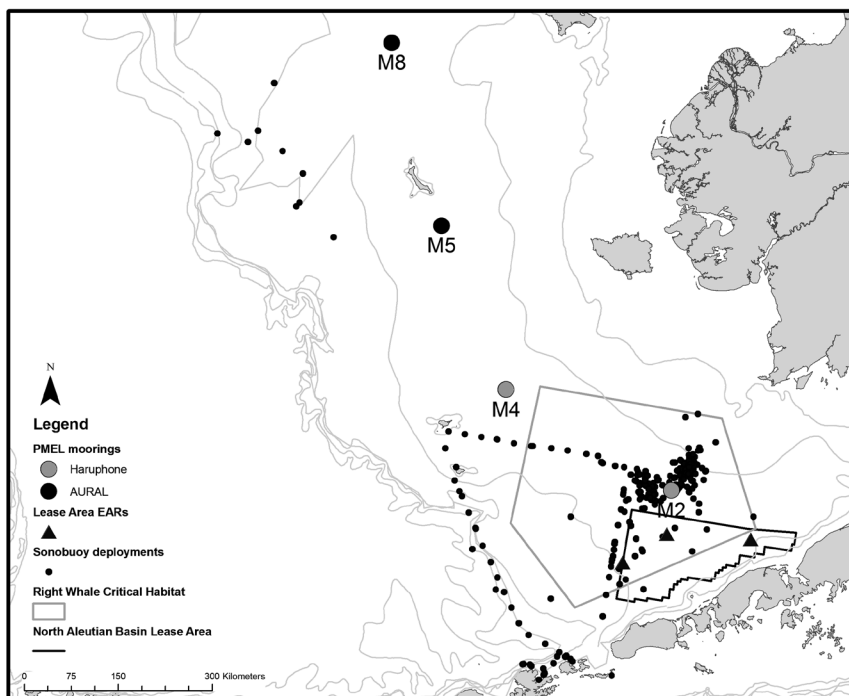 M8
M5
M4
M2
N
Legend
PMEL moorings
Haruphone
AURAL
Lease Area EARs
Sonobuoy deployments
Right Whale Critical Habitat
North Aleutian Basin Lease Area
0 75 150 300 Kilometers